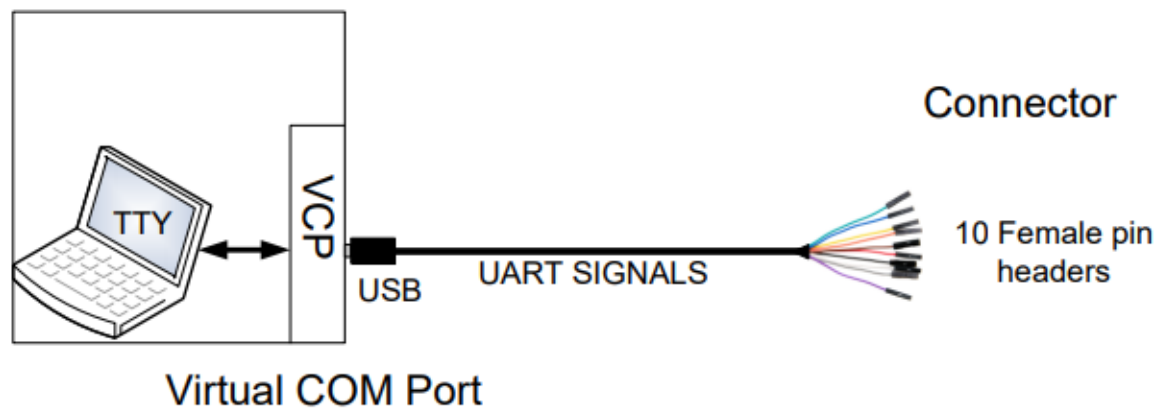 Connector
TTY
VCP
10 Female pin
headers
USB
UART SIGNALS
Virtual COM Port